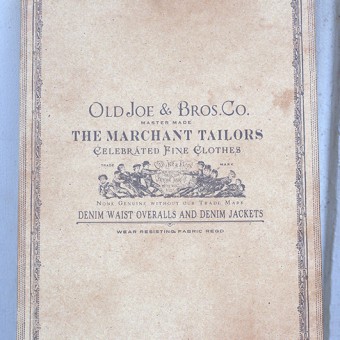 OLD JOE & BROS. CO.
MASTER MADE
THE MARCHANT TAILORS
CELEBRATED FINE CLOTHES
TRADE MARK
NONE GENUINE WITHOUT OUR TRADE MARK
DENIM WAIST OVERALLS AND DENIM JACKETS
WEAR RESISTING FABRIC REGD